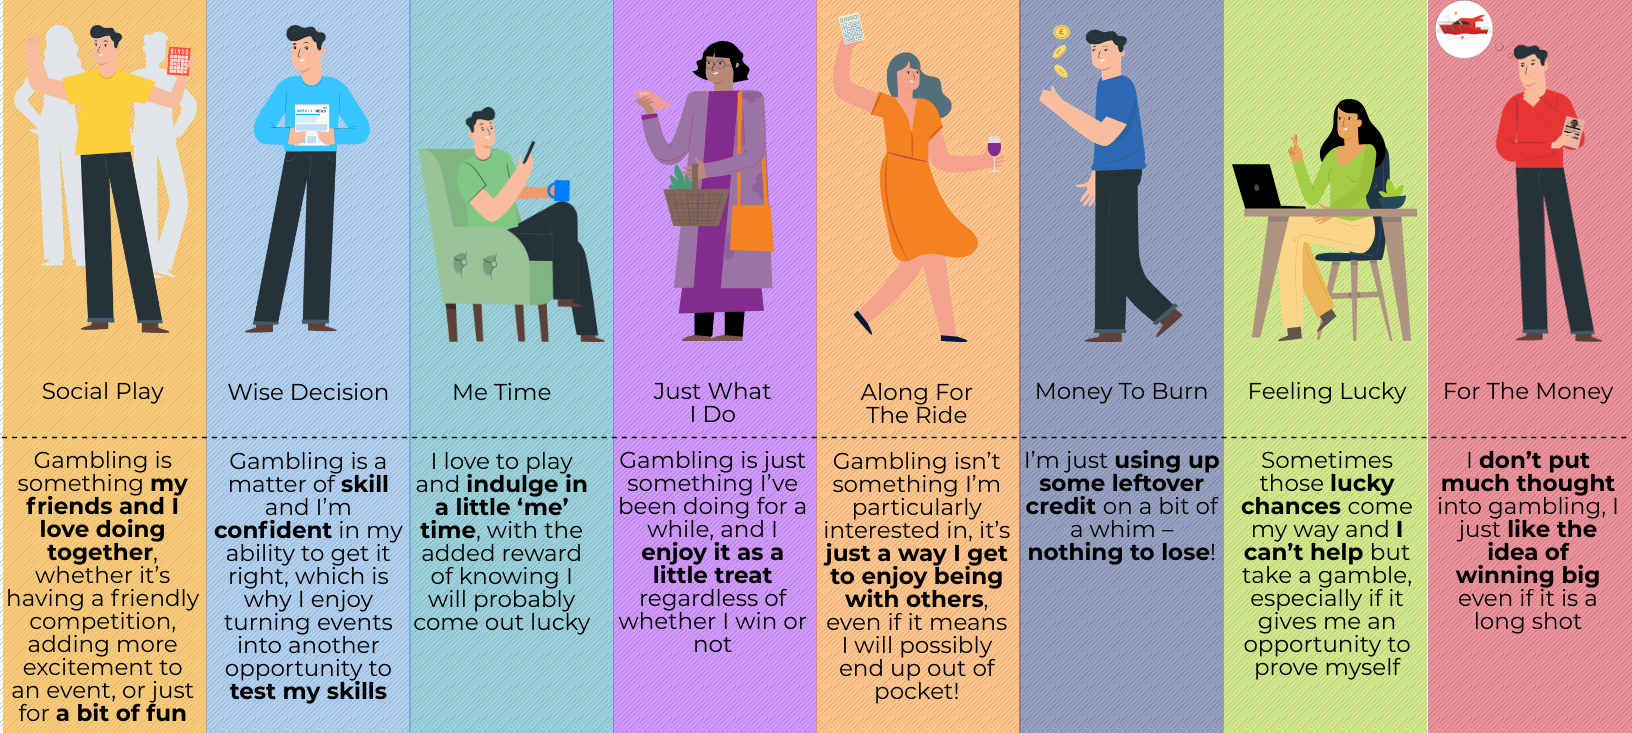 BINGO
SPORTS NEWS
BINGO
£
Social Play
Gambling is
something my
friends and I
love doing
together,
whether it's
having a friendly
competition,
adding more
excitement to
an event, or just
for a bit of fun
Wise Decision
Gambling is a
matter of skill
and I'm
confident in my
ability to get it
right, which is
why I enjoy
turning events
into another
opportunity to
test my skills
Me Time
I love to play
and indulge in
a little ‘me’
time, with the
added reward
of knowing I
will probably
come out lucky
Just What
I Do
Gambling is just
something I've
been doing for a
while, and I
enjoy it as a
little treat
regardless of
whether I win or
not
Along For
The Ride
Gambling isn't
something I'm
particularly
interested in, it's
just a way I get
to enjoy being
with others,
even if it means
I will possibly
end up out of
pocket!
Money To Burn
I'm just using up
some leftover
credit on a bit of
a whim –
nothing to lose!
Feeling Lucky
Sometimes
those lucky
chances come
my way and I
can't help but
take a gamble,
especially if it
gives me an
opportunity to
prove myself
For The Money
I don't put
much thought
into gambling, I
just like the
idea of
winning big
even if it is a
long shot